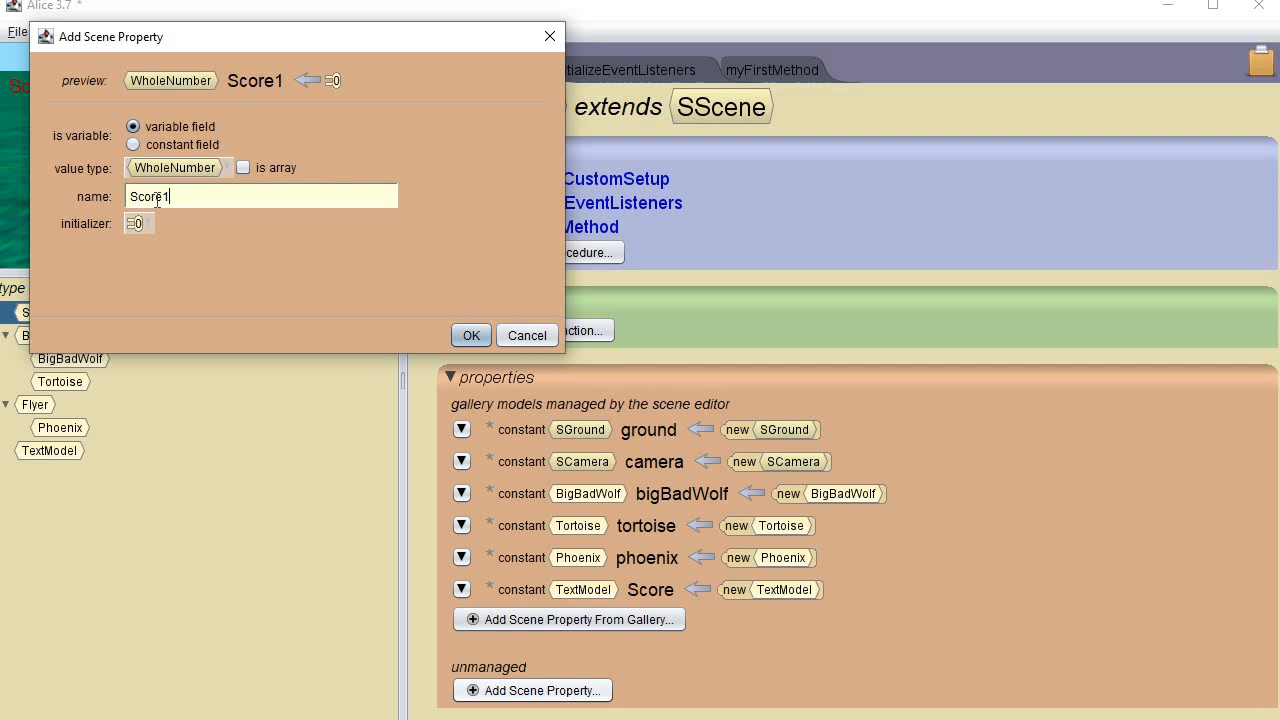 Alice 3.7 *
File
Add Scene Property
preview: WholeNumber Score1 =0
is variable: variable field
constant field
value type: WholeNumber is array
name: Score1
initializer: =0
OK Cancel
tializeEventListeners myFirstMethod
extends SScene
CustomSetup
EventListeners
Method
cedure...
nction...
type
S
B
BigBadWolf
Tortoise
Flyer
Phoenix
TextModel
properties
gallery models managed by the scene editor
* constant SGround ground new SGround
* constant SCamera camera new SCamera
* constant BigBadWolf bigBadWolf new BigBadWolf
* constant Tortoise tortoise new Tortoise
* constant Phoenix phoenix new Phoenix
* constant TextModel Score new TextModel
Add Scene Property From Gallery...
unmanaged
Add Scene Property...